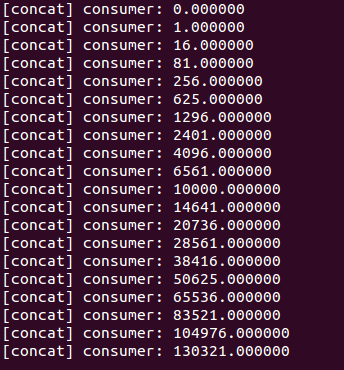 [concat] consumer: 0.000000
[concat] consumer: 1.000000
[concat] consumer: 16.000000
[concat] consumer: 81.000000
[concat] consumer: 256.000000
[concat] consumer: 625.000000
[concat] consumer: 1296.000000
[concat] consumer: 2401.000000
[concat] consumer: 4096.000000
[concat] consumer: 6561.000000
[concat] consumer: 10000.000000
[concat] consumer: 14641.000000
[concat] consumer: 20736.000000
[concat] consumer: 28561.000000
[concat] consumer: 38416.000000
[concat] consumer: 50625.000000
[concat] consumer: 65536.000000
[concat] consumer: 83521.000000
[concat] consumer: 104976.000000
[concat] consumer: 130321.000000